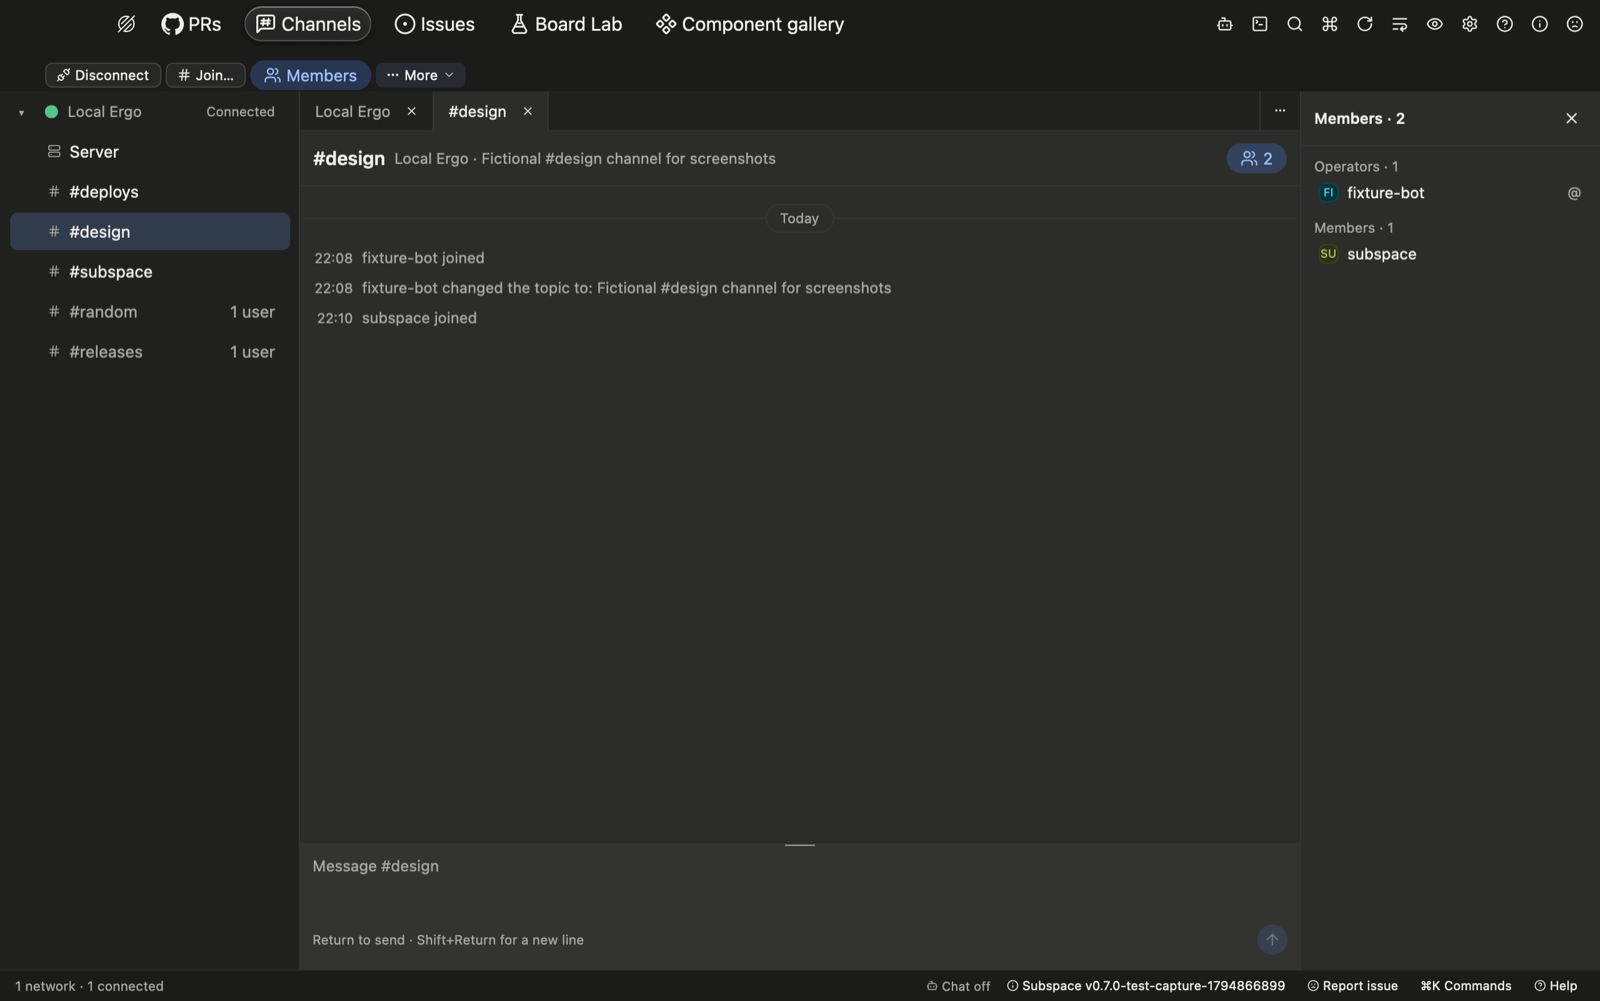 PRs
Channels
Issues
Board Lab
Component gallery
Disconnect
# Join...
Members
··· More
Local Ergo
Connected
Server
# #deploys
# #design
# #subspace
# #random
1 user
# #releases
1 user
Local Ergo ×
#design ×
···
#design Local Ergo · Fictional #design channel for screenshots
2
Today
22:08 fixture-bot joined
22:08 fixture-bot changed the topic to: Fictional #design channel for screenshots
22:10 subspace joined
Message #design
Return to send · Shift+Return for a new line
Members · 2
Operators · 1
FI fixture-bot @
Members · 1
SU subspace
1 network · 1 connected
Chat off
Subspace v0.7.0-test-capture-1794866899
Report issue
⌘K Commands
Help